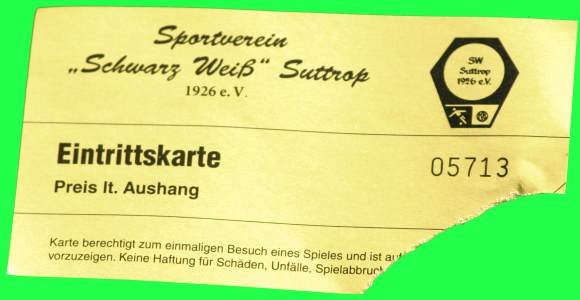 Sportverein
„Schwarz Weiß“ Suttrop
1926 e. V.
SW
Suttrop
1926 e.V.
Eintrittskarte
05713
Preis lt. Aushang
Karte berechtigt zum einmaligen Besuch eines Spieles und ist
vorzuzeigen. Keine Haftung für Schäden, Unfälle,